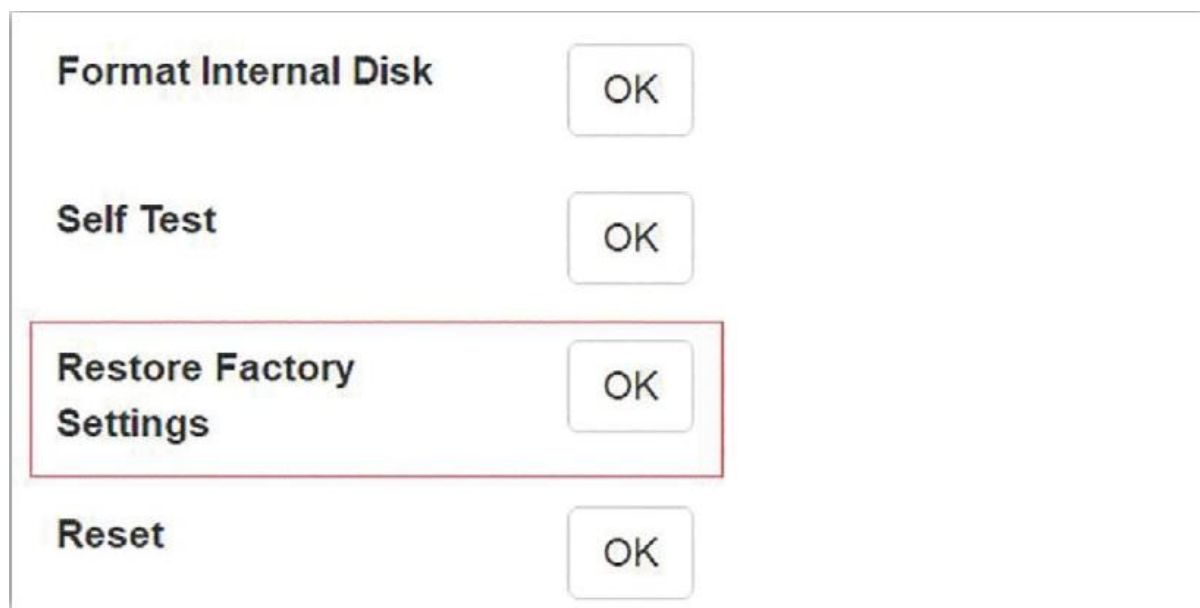 Format Internal Disk
OK
Self Test
OK
Restore Factory
Settings
OK
Reset
OK